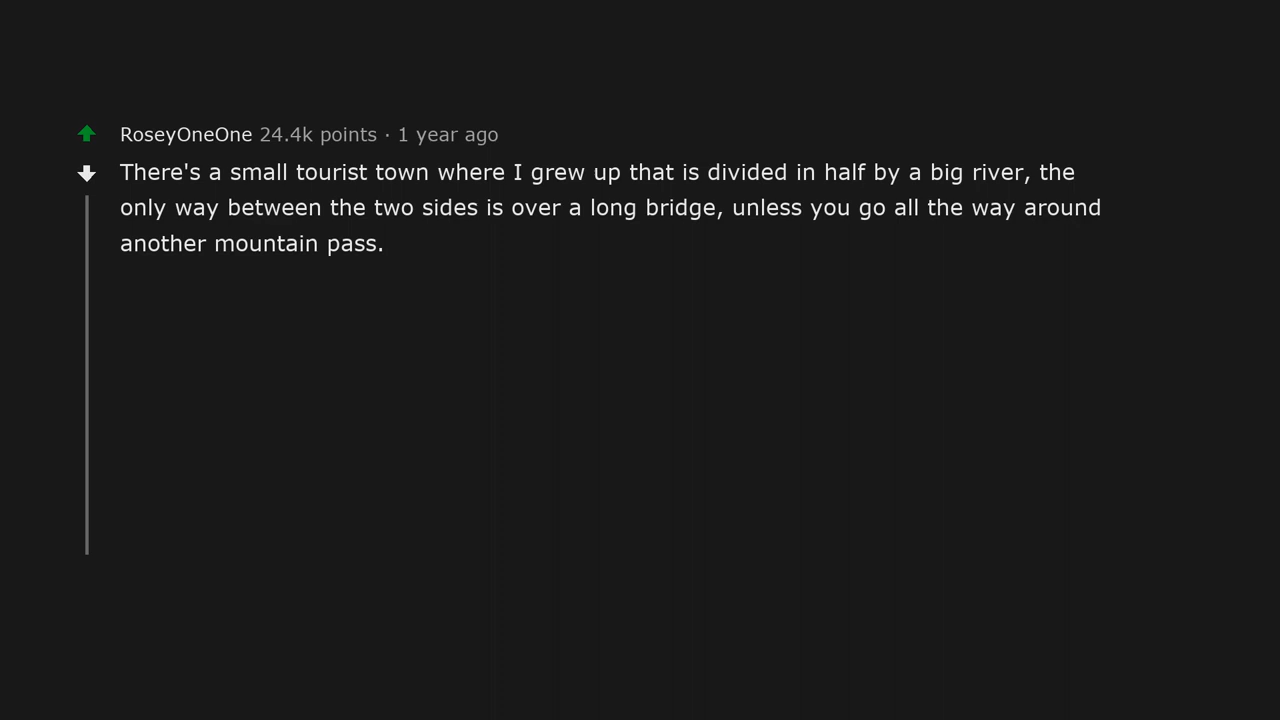 RoseyOneOne 24.4k points · 1 year ago
There's a small tourist town where I grew up that is divided in half by a big river, the
only way between the two sides is over a long bridge, unless you go all the way around
another mountain pass.